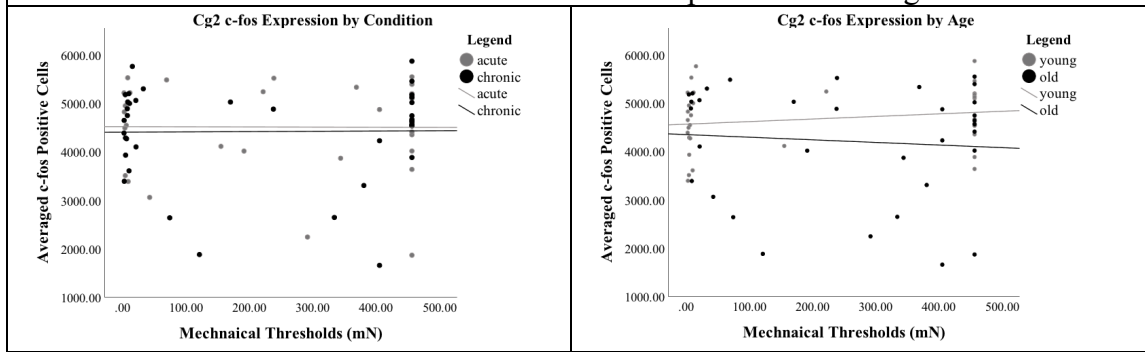 Cg2 c-fos Expression by Condition
Legend
acute
chronic
acute
chronic
6000.00
5000.00
4000.00
3000.00
2000.00
1000.00
Averaged c-fos Positive Cells
.00 100.00 200.00 300.00 400.00 500.00
Mechnaical Thresholds (mN)
Cg2 c-fos Expression by Age
Legend
young
old
young
old
6000.00
5000.00
4000.00
3000.00
2000.00
1000.00
Averaged c-fos Positive Cells
.00 100.00 200.00 300.00 400.00 500.00
Mechnaical Thresholds (mN)